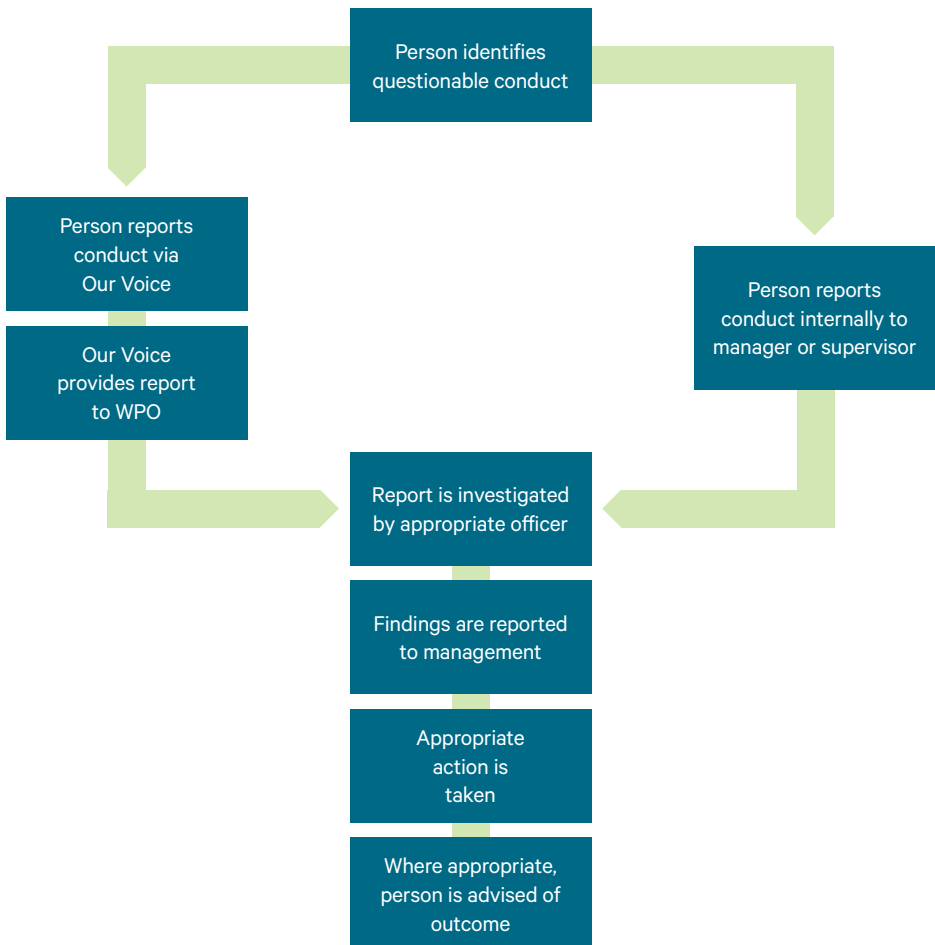 Person identifies
questionable conduct
Person reports
conduct via
Our Voice
Our Voice
provides report
to WPO
Person reports
conduct internally to
manager or supervisor
Report is investigated
by appropriate officer
Findings are reported
to management
Appropriate
action is
taken
Where appropriate,
person is advised of
outcome